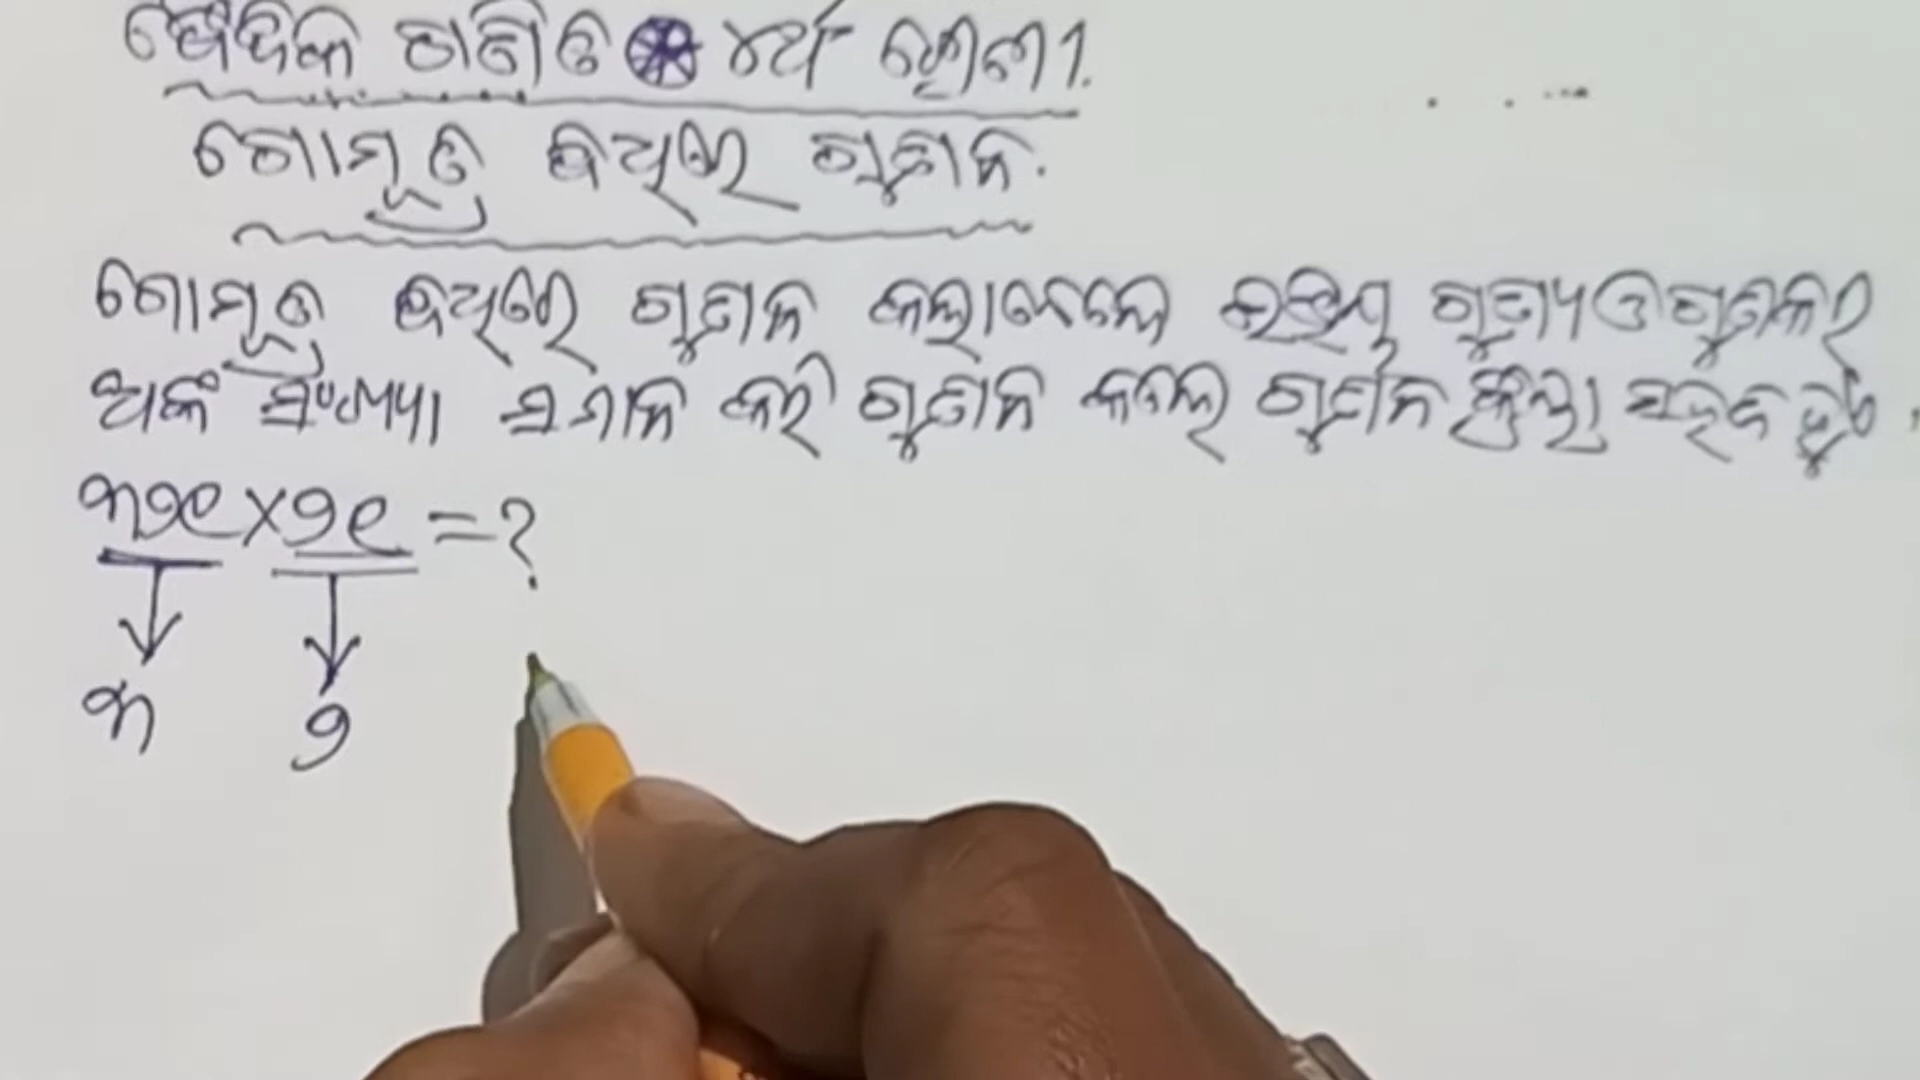 ବୈଦିକ ଗଣିତ ୪ର୍ଥ ଶ୍ରେଣୀ.
ଗୋମୂତ୍ର ବିଧିରେ ଗୁଣନ.
ଗୋମୂତ୍ର ବିଧିରେ ଗୁଣନ କଲାବେଳେ ଉଭୟ ଗୁଣ୍ୟ ଓ ଗୁଣକର
ଅଙ୍କ ସଂଖ୍ୟା ସମାନ କରି ଗୁଣନ କଲେ ଗୁଣନ କ୍ରିୟା ସହଜ ହୁଏ.
୩୨୧×୨୧=?
୩ ୨